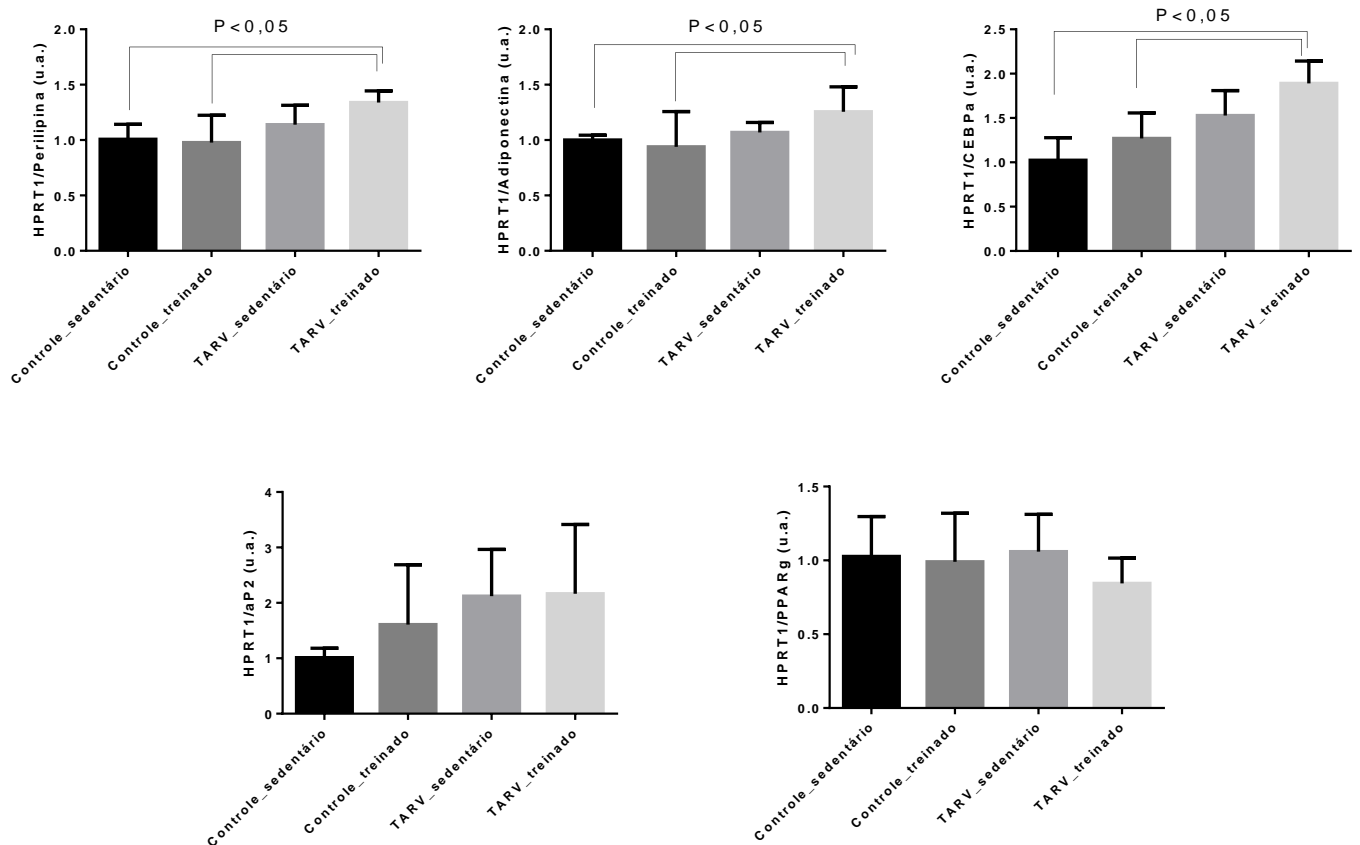 P<0,05
2.0
1.5
1.0
0.5
0.0
HPRT1/Perilipina (u.a.)
Controle_sedentário
Controle_treinado
TARV_sedentário
TARV_treinado
P<0,05
2.0
1.5
1.0
0.5
0.0
HPRT1/Adiponectina (u.a.)
Controle_sedentário
Controle_treinado
TARV_sedentário
TARV_treinado
P<0,05
2.5
2.0
1.5
1.0
0.5
0.0
HPRT1/CEBPa (u.a.)
Controle_sedentário
Controle_treinado
TARV_sedentário
TARV_treinado
4
3
2
1
0
HPRT1/aP2 (u.a.)
Controle_sedentário
Controle_treinado
TARV_sedentário
TARV_treinado
1.5
1.0
0.5
0.0
HPRT1/PPARg (u.a.)
Controle_sedentário
Controle_treinado
TARV_sedentário
TARV_treinado